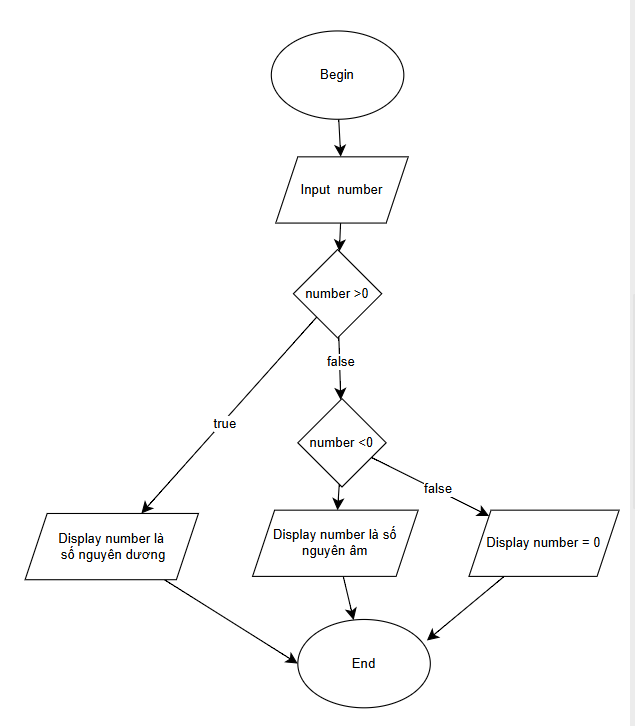 Begin
Input  number
number >0
false
true
number <0
false
Display number là
số nguyên dương
Display number là số
nguyên âm
Display number = 0
End